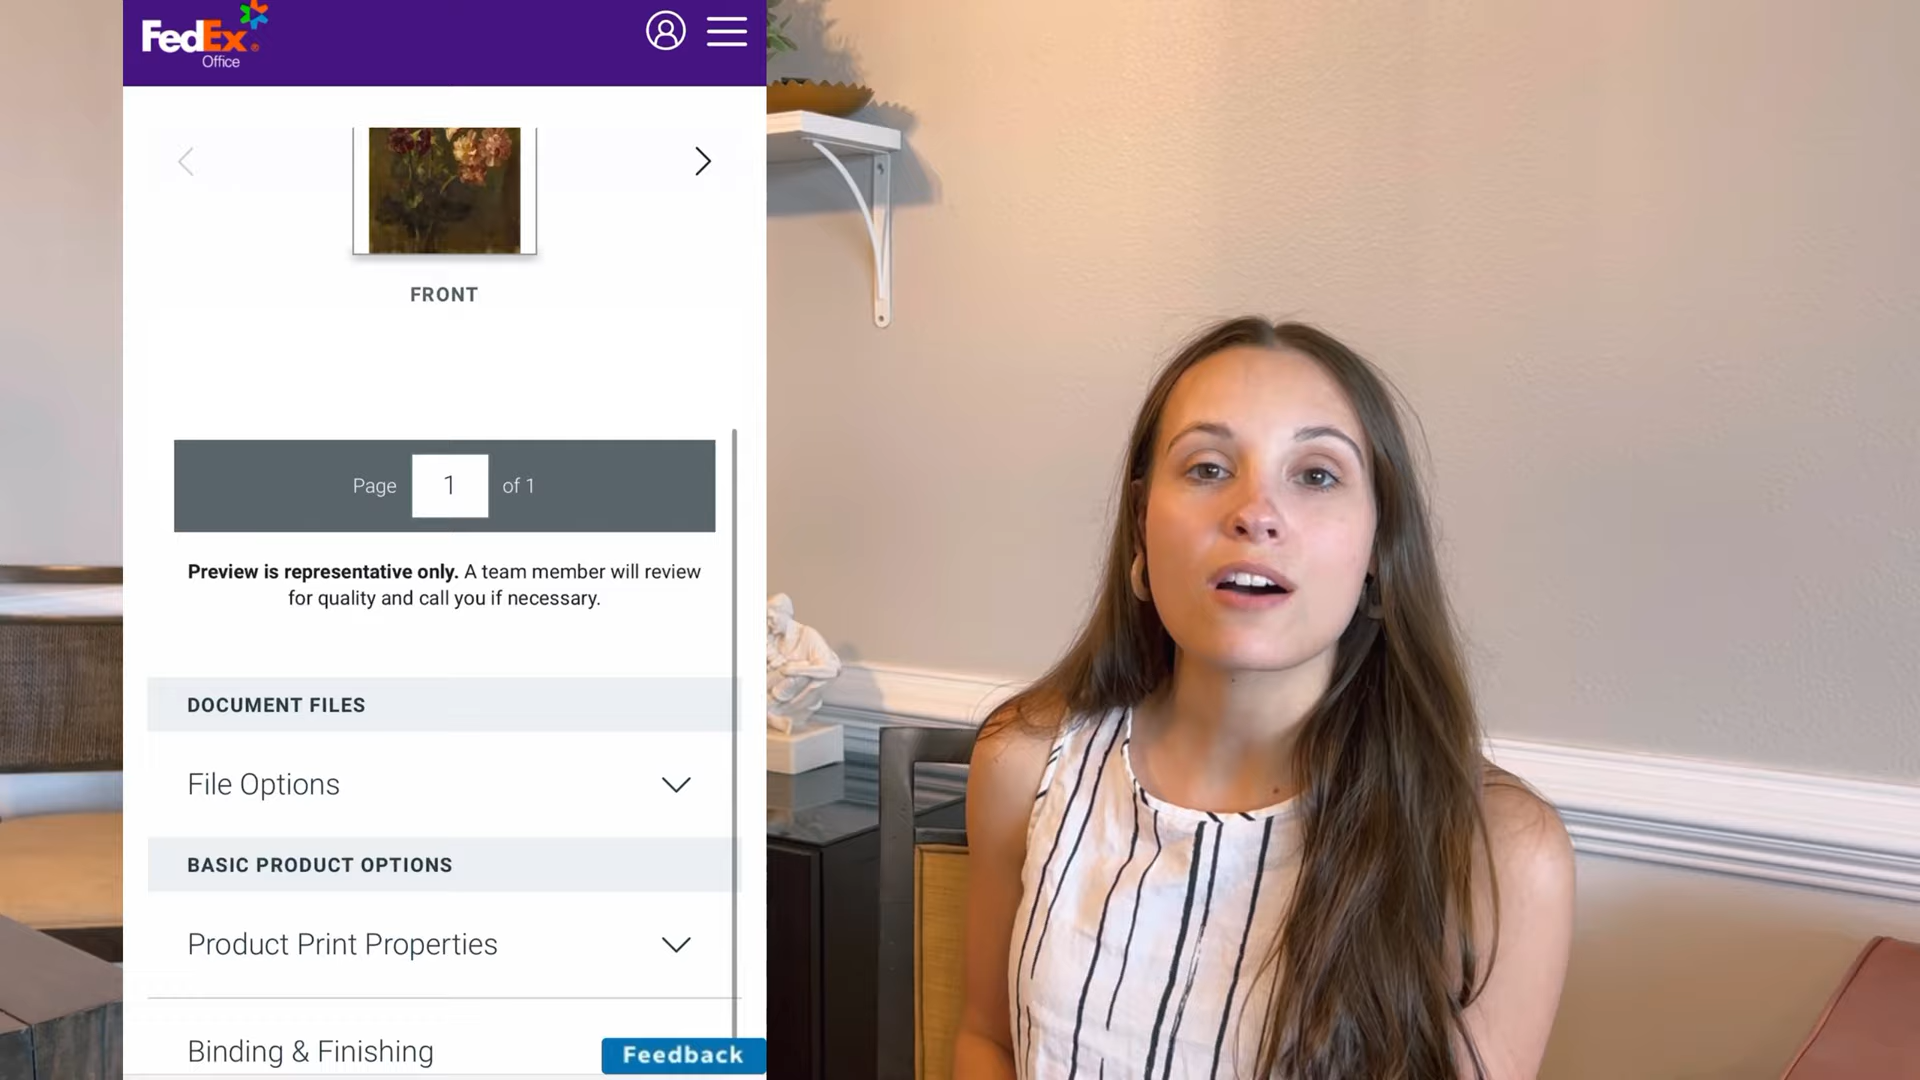 FedEx®
Office
FRONT
Page 1 of 1
Preview is representative only. A team member will review
for quality and call you if necessary.
DOCUMENT FILES
File Options
BASIC PRODUCT OPTIONS
Product Print Properties
Binding & Finishing
Feedback